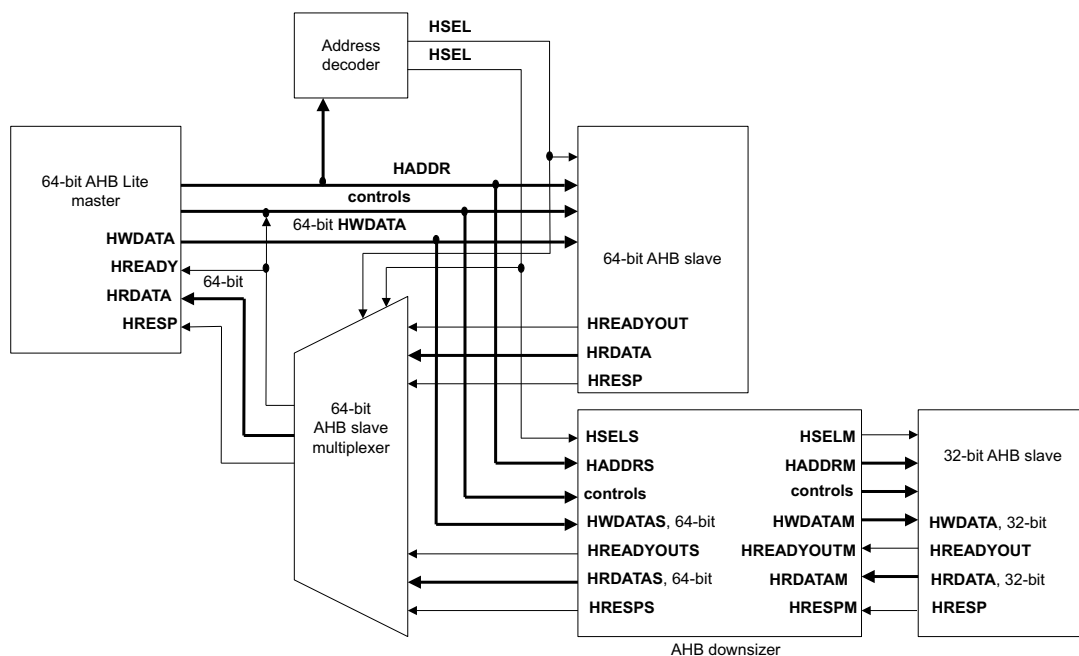 HSEL
HSEL
Address
decoder
64-bit AHB Lite
master
HADDR
controls
64-bit HWDATA
HWDATA
HREADY
64-bit
HRDATA
HRESP
64-bit AHB slave
HREADYOUT
HRDATA
HRESP
64-bit
AHB slave
multiplexer
HSELS
HADDRS
controls
HWDATAS, 64-bit
HREADYOUTS
HRDATAS, 64-bit
HRESPS
HSELM
HADDRM
controls
HWDATAM
HREADYOUTM
HRDATAM
HRESPM
32-bit AHB slave
HWDATA, 32-bit
HREADYOUT
HRDATA, 32-bit
HRESP
AHB downsizer